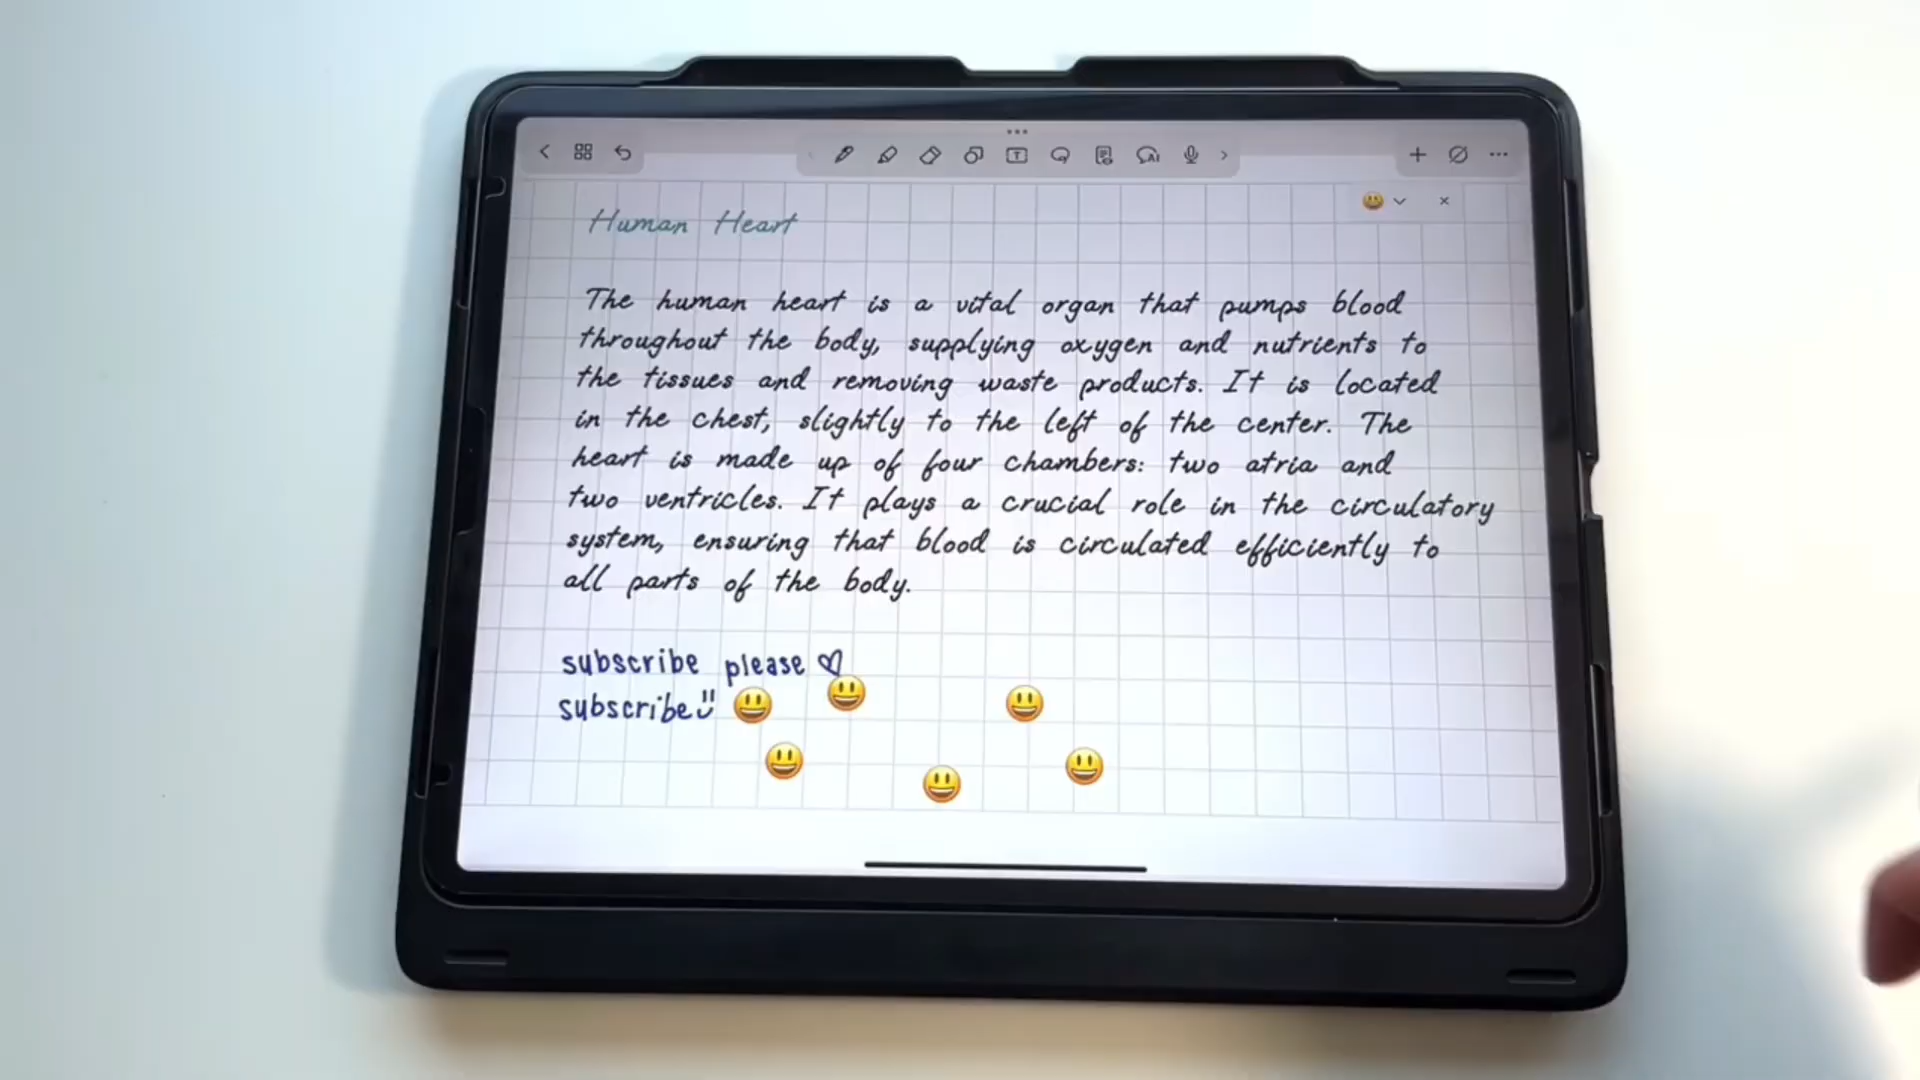 Human Heart
The human heart is a vital organ that pumps blood
throughout the body, supplying oxygen and nutrients to
the tissues and removing waste products. It is located
in the chest, slightly to the left of the center. The
heart is made up of four chambers: two atria and
two ventricles. It plays a crucial role in the circulatory
system, ensuring that blood is circulated efficiently to
all parts of the body.
subscribe please ♡
subscribe